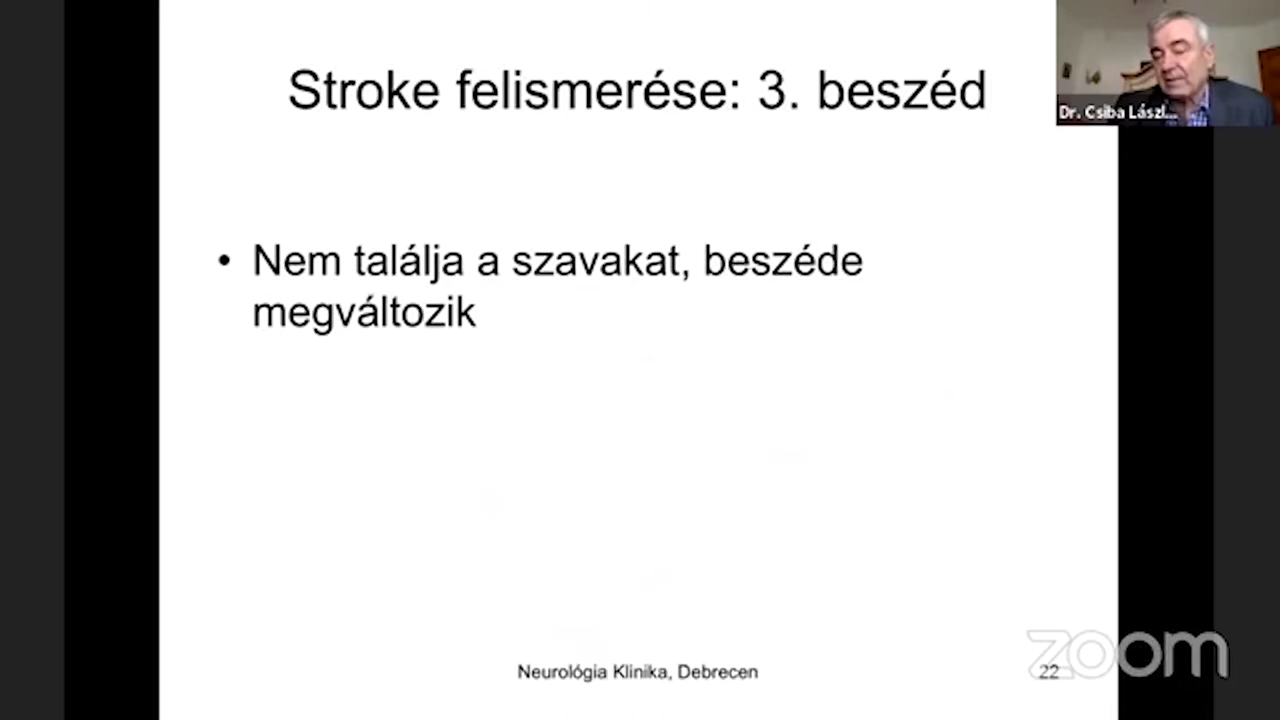 Stroke felismerése: 3. beszéd
Dr. Csiba Lászl...
• Nem találja a szavakat, beszéde
megváltozik
Neurológia Klinika, Debrecen
22
zoom